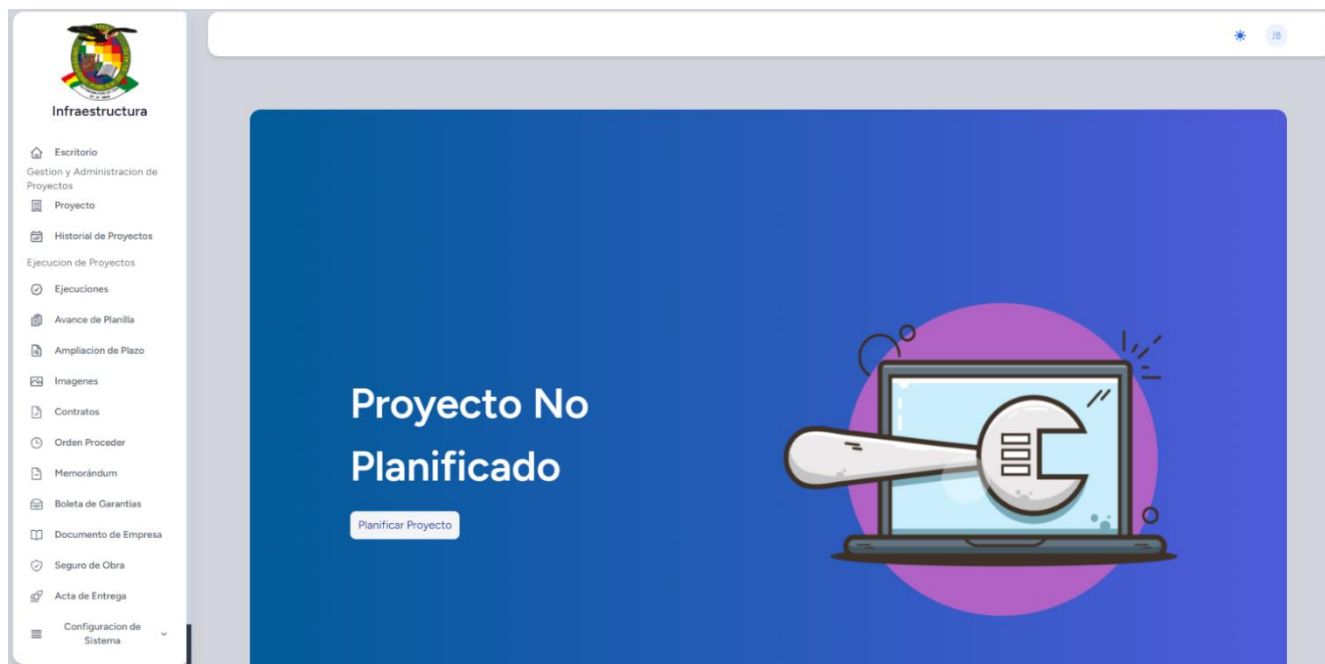 Infraestructura
Escritorio
Gestion y Administracion de
Proyectos
Proyecto
Historial de Proyectos
Ejecucion de Proyectos
Ejecuciones
Avance de Planilla
Ampliacion de Plazo
Imagenes
Contratos
Orden Proceder
Memorándum
Boleta de Garantias
Documento de Empresa
Seguro de Obra
Acta de Entrega
Configuracion de
Sistema
JB
Proyecto No
Planificado
Planificar Proyecto